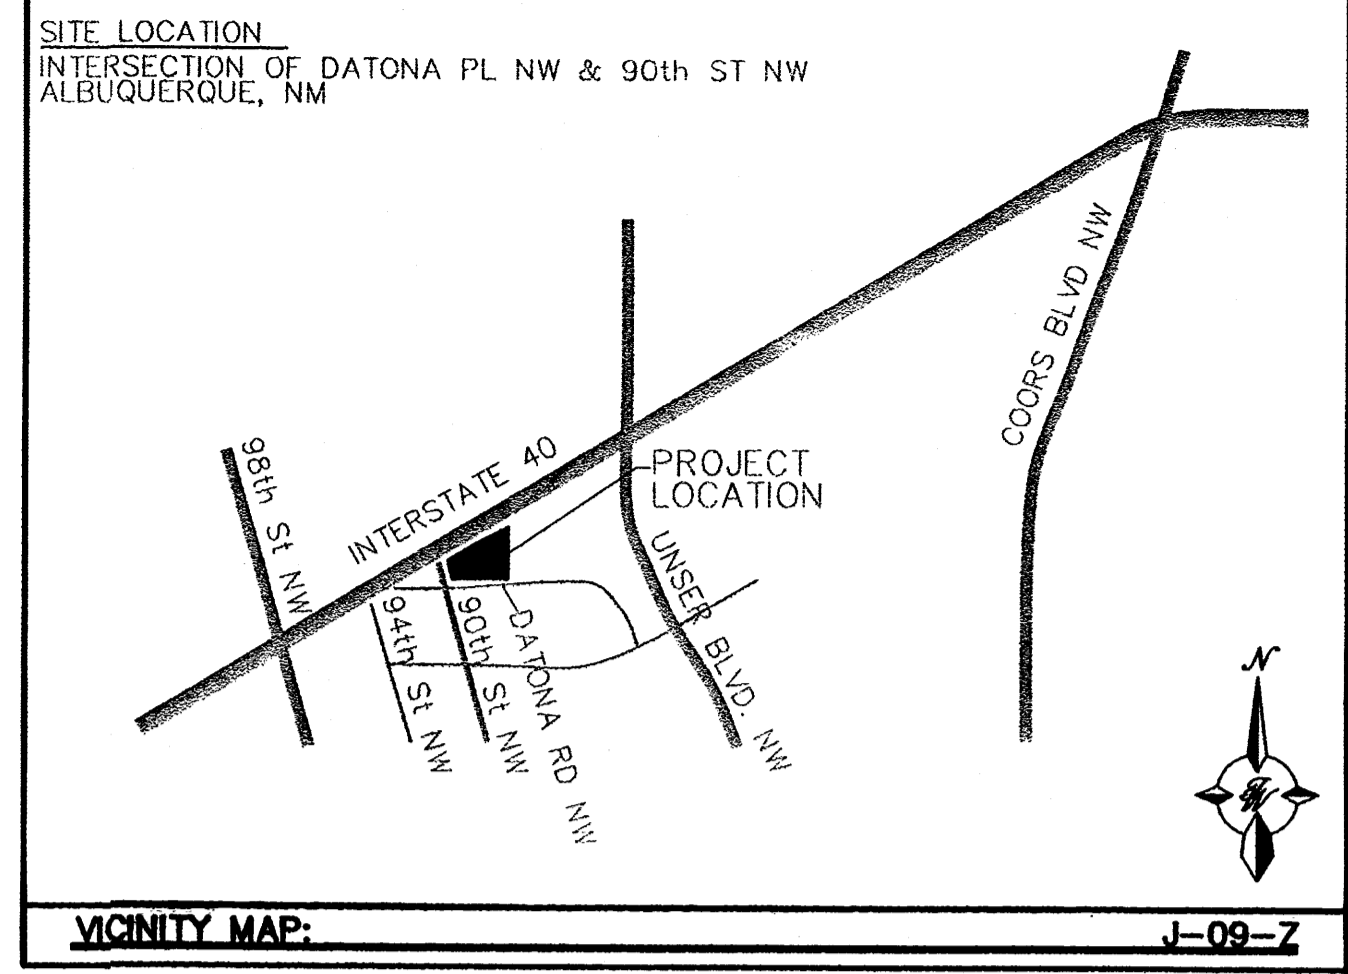 SITE LOCATION
INTERSECTION OF DATONA PL NW & 90th ST NW
ALBUQUERQUE, NM
COORS BLVD NW
98th St NW
INTERSTATE 40
PROJECT
LOCATION
UNSER BLVD. NW
94th St NW
90th St NW
DATONA RD NW
N
VICINITY MAP:
J-09-Z